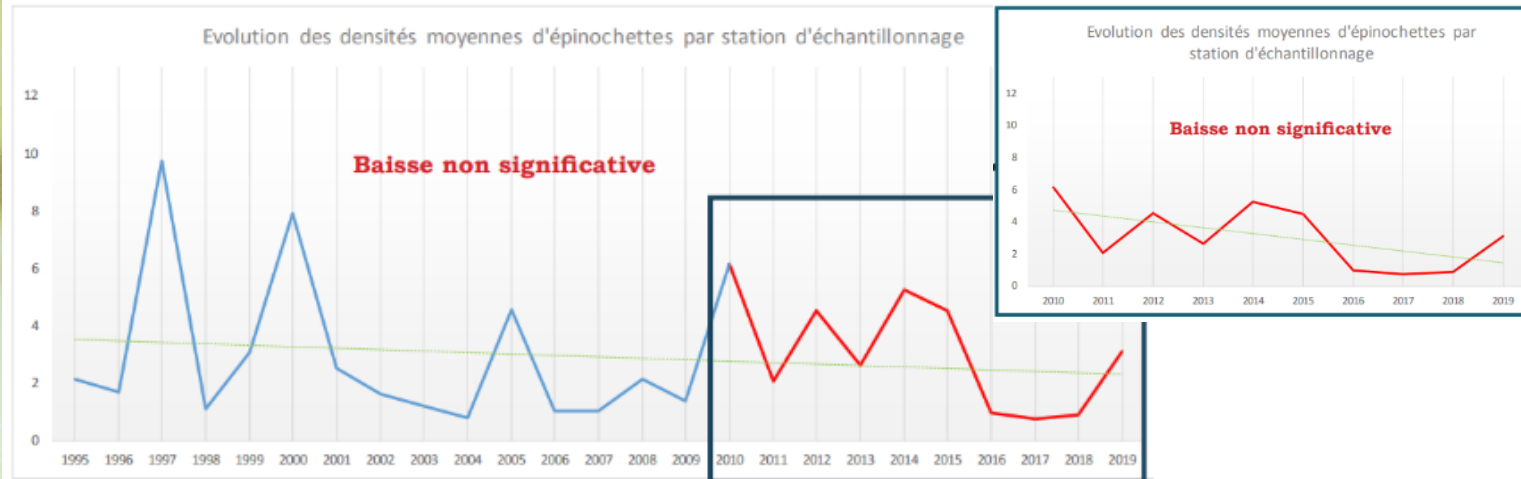 Evolution des densités moyennes d'épinochettes par station d'échantillonnage
12
10
8
6
4
2
0
Baisse non significative
1995 1996 1997 1998 1999 2000 2001 2002 2003 2004 2005 2006 2007 2008 2009 2010 2011 2012 2013 2014 2015 2016 2017 2018 2019
Evolution des densités moyennes d'épinochettes par
station d'échantillonnage
12
10
8
6
4
2
0
Baisse non significative
2010 2011 2012 2013 2014 2015 2016 2017 2018 2019